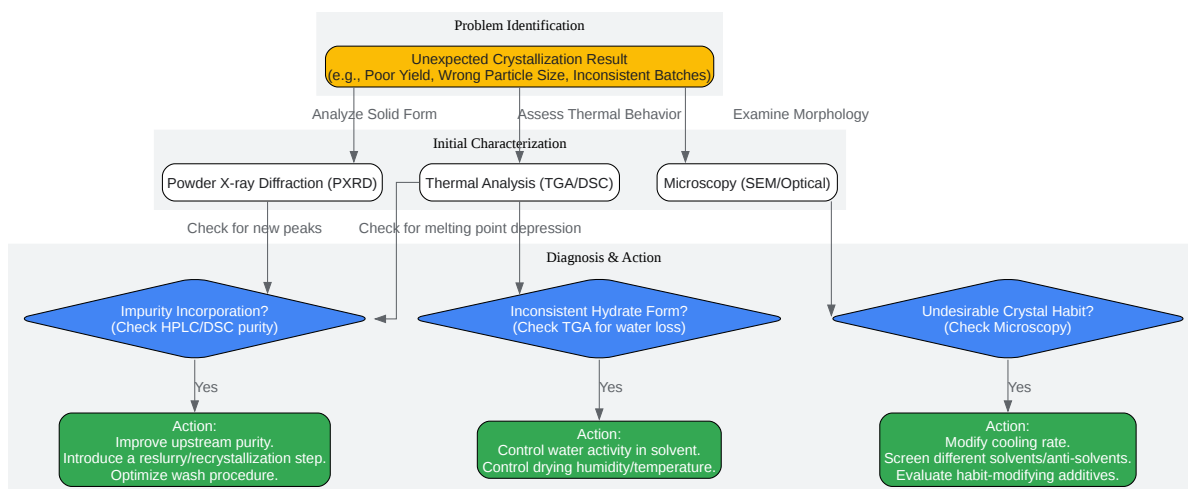 Problem Identification
Unexpected Crystallization Result
(e.g., Poor Yield, Wrong Particle Size, Inconsistent Batches)
Analyze Solid Form
Assess Thermal Behavior
Examine Morphology
Initial Characterization
Powder X-ray Diffraction (PXRD)
Thermal Analysis (TGA/DSC)
Microscopy (SEM/Optical)
Check for new peaks
Check for melting point depression
Diagnosis & Action
Impurity Incorporation?
(Check HPLC/DSC purity)
Inconsistent Hydrate Form?
(Check TGA for water loss)
Undesirable Crystal Habit?
(Check Microscopy)
Yes
Yes
Yes
Action:
Improve upstream purity.
Introduce a reslurry/recrystallization step.
Optimize wash procedure.
Action:
Control water activity in solvent.
Control drying humidity/temperature.
Action:
Modify cooling rate.
Screen different solvents/anti-solvents.
Evaluate habit-modifying additives.